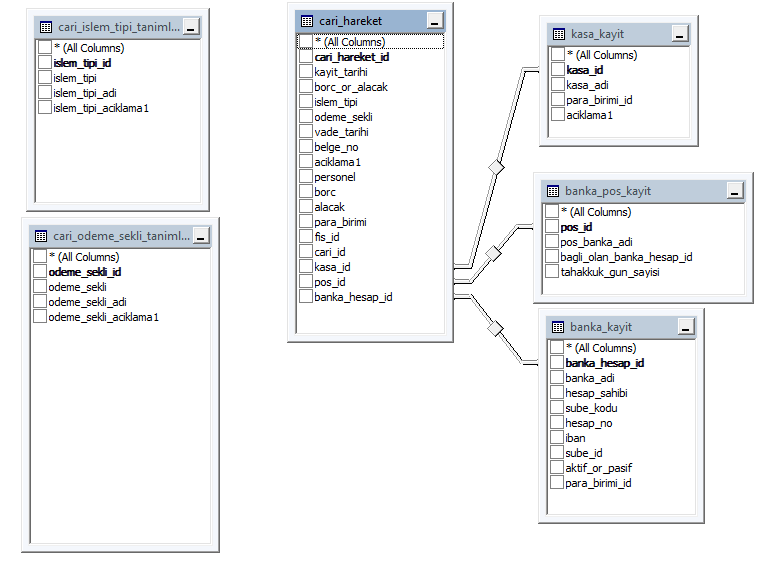 cari_islem_tipi_taniml...
* (All Columns)
islem_tipi_id
islem_tipi
islem_tipi_adi
islem_tipi_aciklama1
cari_odeme_sekli_taniml...
* (All Columns)
odeme_sekli_id
odeme_sekli
odeme_sekli_adi
odeme_sekli_aciklama1
cari_hareket
* (All Columns)
cari_hareket_id
kayit_tarihi
borc_or_alacak
islem_tipi
odeme_sekli
vade_tarihi
belge_no
aciklama1
personel
borc
alacak
para_birimi
fis_id
cari_id
kasa_id
pos_id
banka_hesap_id
kasa_kayit
* (All Columns)
kasa_id
kasa_adi
para_birimi_id
aciklama1
banka_pos_kayit
* (All Columns)
pos_id
pos_banka_adi
bagli_olan_banka_hesap_id
tahakkuk_gun_sayisi
banka_kayit
* (All Columns)
banka_hesap_id
banka_adi
hesap_sahibi
sube_kodu
hesap_no
iban
sube_id
aktif_or_pasif
para_birimi_id